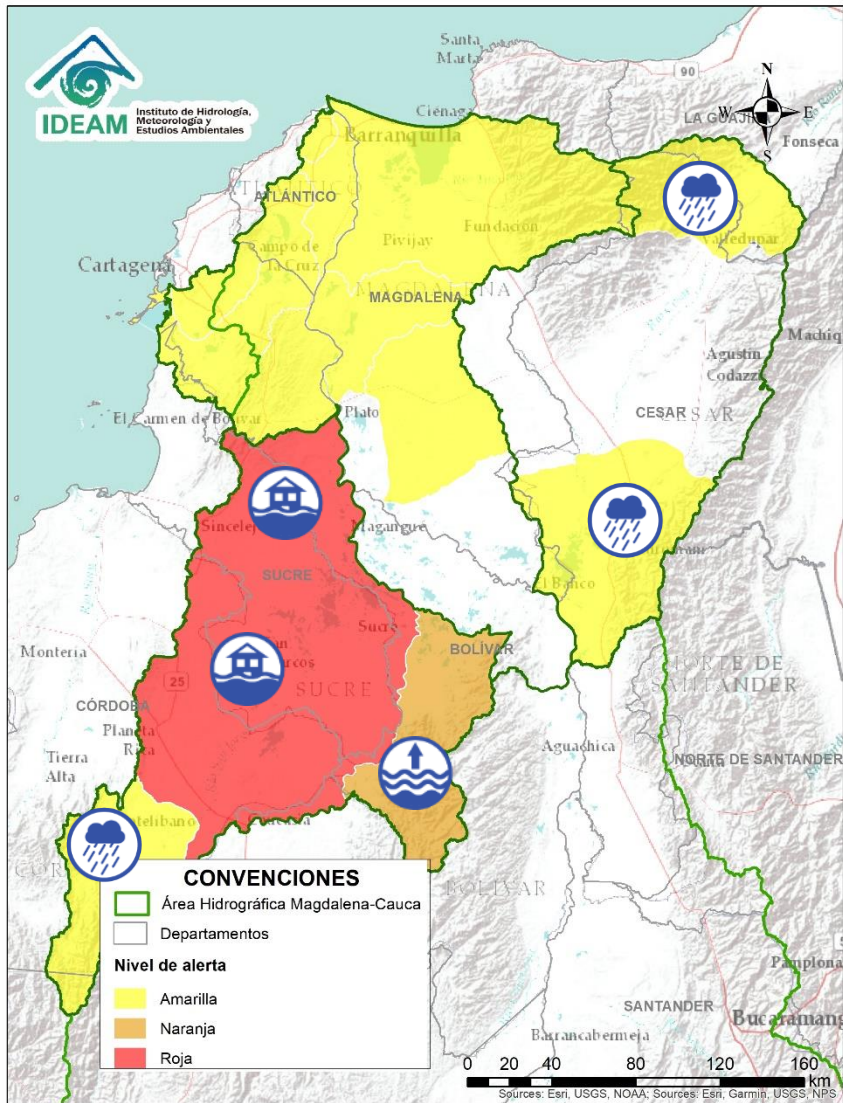 IDEAM
Instituto de Hidrología,
Meteorología y
Estudios Ambientales
Santa
Marta
90
N
W E
S
LA GUAJIRA
Fonseca
Ciénaga
Barranquilla
ATLÁNTICO
Campo de
la Cruz
Pivijay
Fundación
Valledupar
Cartagena
MAGDALENA
MAGDALENA
Agustín
Codazzi
Machiq
CESAR
CESAR
El Carmen de Bolívar
Plato
Sincelejo
Magangue
SUCRE
El Banco
Sucre
BOLÍVAR
Montería
25
SUCRE
NORTE DE
SANTANDER
CÓRDOBA
Planeta
Rica
Tierra
Alta
Aguachica
NORTE DE SANTANDER
BOLÍVAR
Pamplona
SANTANDER
Bucaramang
Barrancabermeja
CONVENCIONES
Área Hidrográfica Magdalena-Cauca
Departamentos
Nivel de alerta
Amarilla
Naranja
Roja
0 20 40 80 120 160
km
Sources: Esri, USGS, NOAA; Sources: Esri, Garmin, USGS, NPS